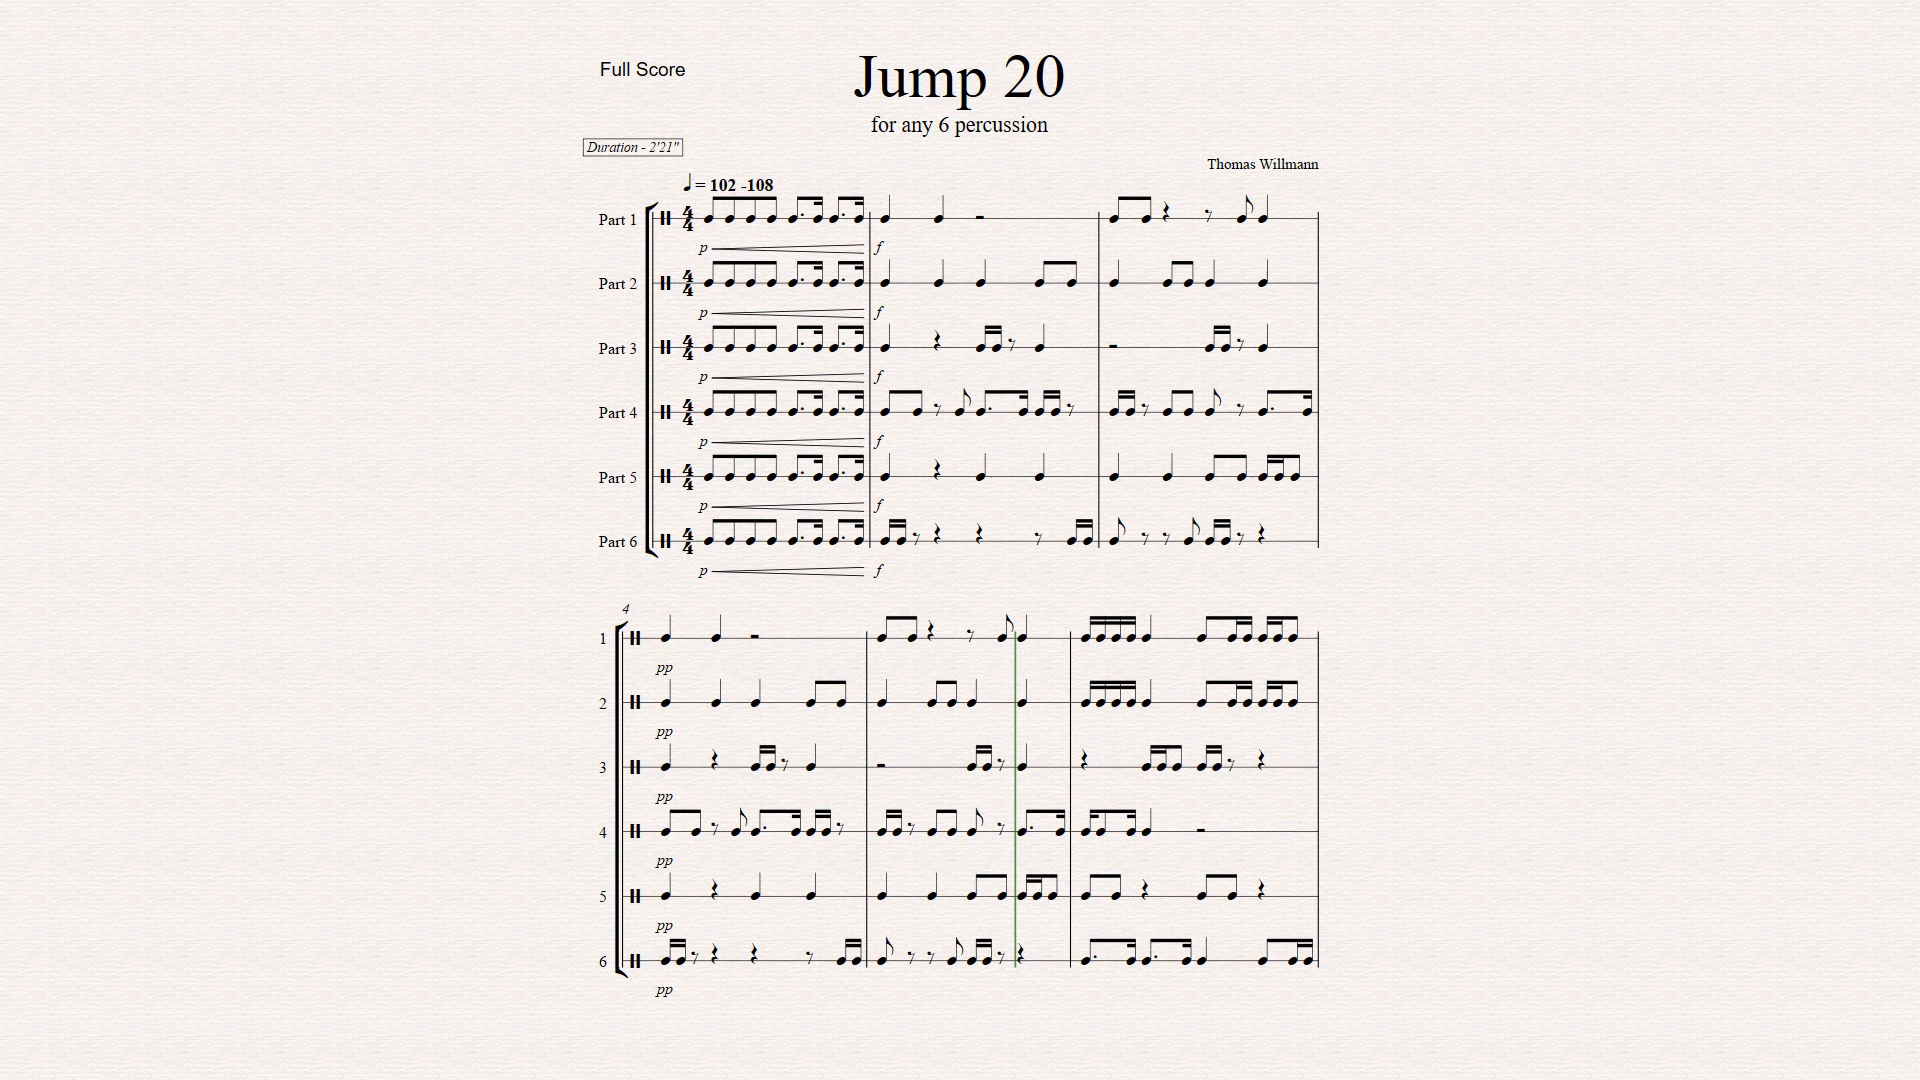 Full Score
Jump 20
for any 6 percussion
Duration - 2'21"
Thomas Willmann
♩ = 102 -108
Part 1
p f
Part 2
p f
Part 3
p f
Part 4
p f
Part 5
p f
Part 6
p f
4
1
pp
2
pp
3
pp
4
pp
5
pp
6
pp